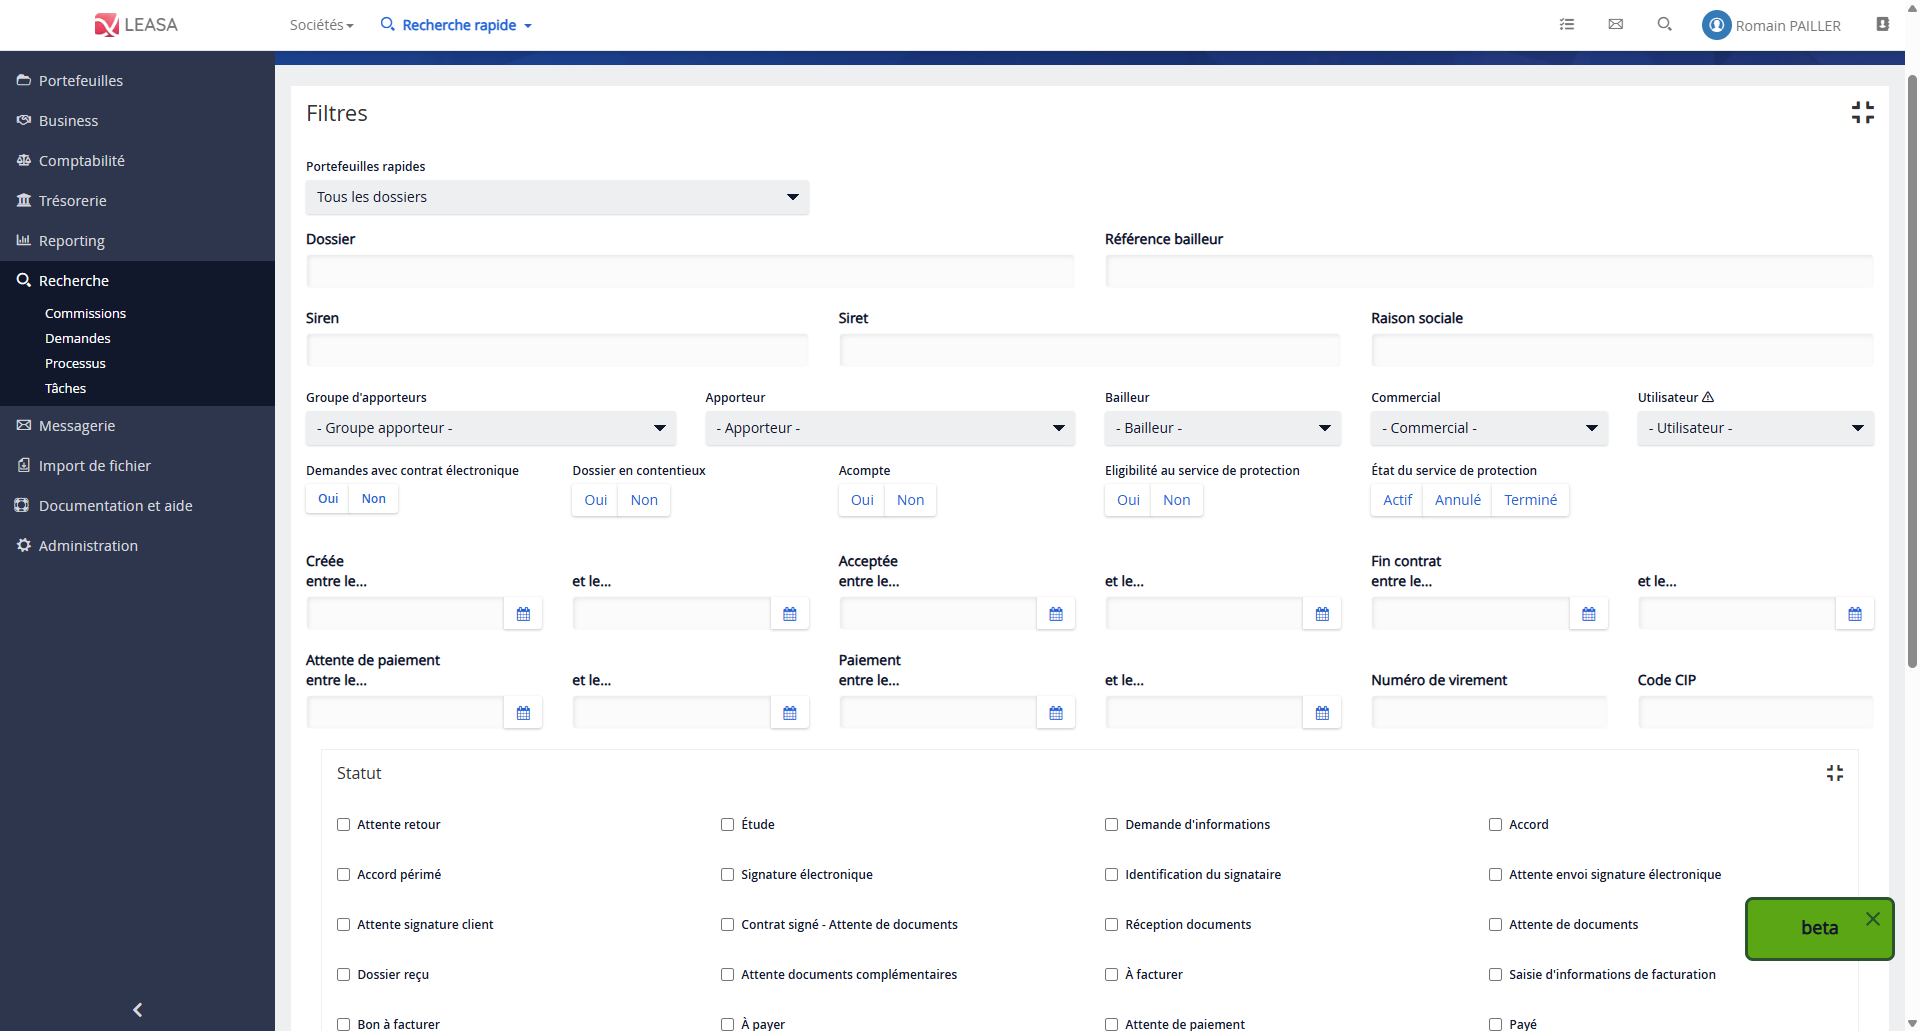 LEASA
Sociétés
Recherche rapide
Romain PAILLER
Portefeuilles
Business
Comptabilité
Trésorerie
Reporting
Recherche
Commissions
Demandes
Processus
Tâches
Messagerie
Import de fichier
Documentation et aide
Administration
Filtres
Portefeuilles rapides
Tous les dossiers
Dossier
Référence bailleur
Siren
Siret
Raison sociale
Groupe d'apporteurs
Apporteur
Bailleur
Commercial
Utilisateur
- Groupe apporteur -
- Apporteur -
- Bailleur -
- Commercial -
- Utilisateur -
Demandes avec contrat électronique
Dossier en contentieux
Acompte
Eligibilité au service de protection
État du service de protection
Oui Non
Oui Non
Oui Non
Oui Non
Actif Annulé Terminé
Créée
entre le...
et le...
Acceptée
entre le...
et le...
Fin contrat
entre le...
et le...
Attente de paiement
entre le...
et le...
Paiement
entre le...
et le...
Numéro de virement
Code CIP
Statut
Attente retour
Étude
Demande d'informations
Accord
Accord périmé
Signature électronique
Identification du signataire
Attente envoi signature électronique
Attente signature client
Contrat signé - Attente de documents
Réception documents
Attente de documents
beta
Dossier reçu
Attente documents complémentaires
À facturer
Saisie d'informations de facturation
Bon à facturer
À payer
Attente de paiement
Payé